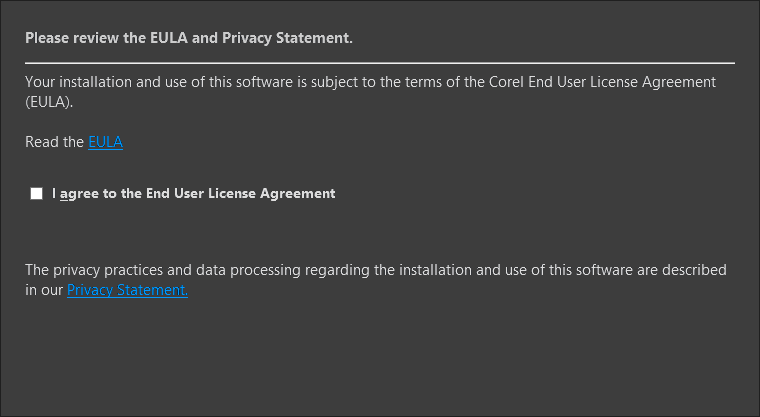 Please review the EULA and Privacy Statement.
Your installation and use of this software is subject to the terms of the Corel End User License Agreement
(EULA).
Read the EULA
I agree to the End User License Agreement
The privacy practices and data processing regarding the installation and use of this software are described
in our Privacy Statement.